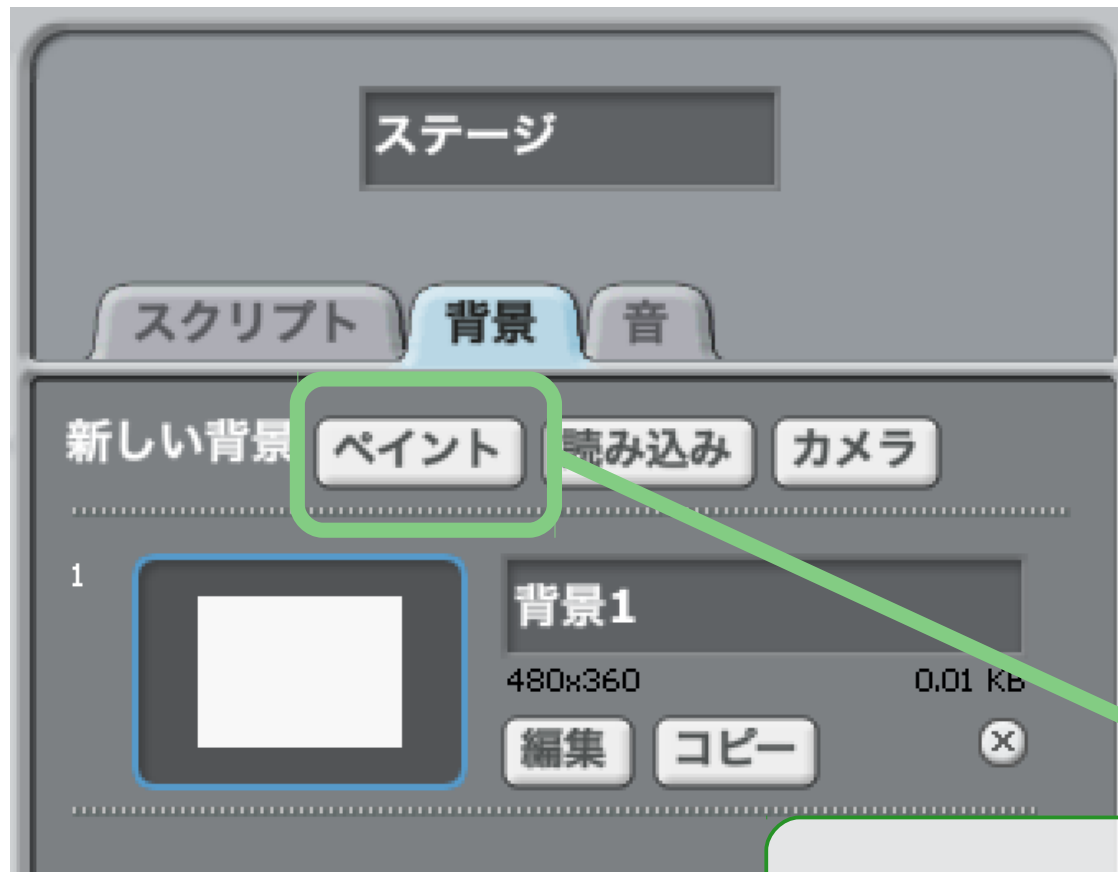 ステージ
スクリプト 背景 音
新しい背景 ペイント 読み込み カメラ
1
背景1
480x360 0.01 KB
編集 コピー